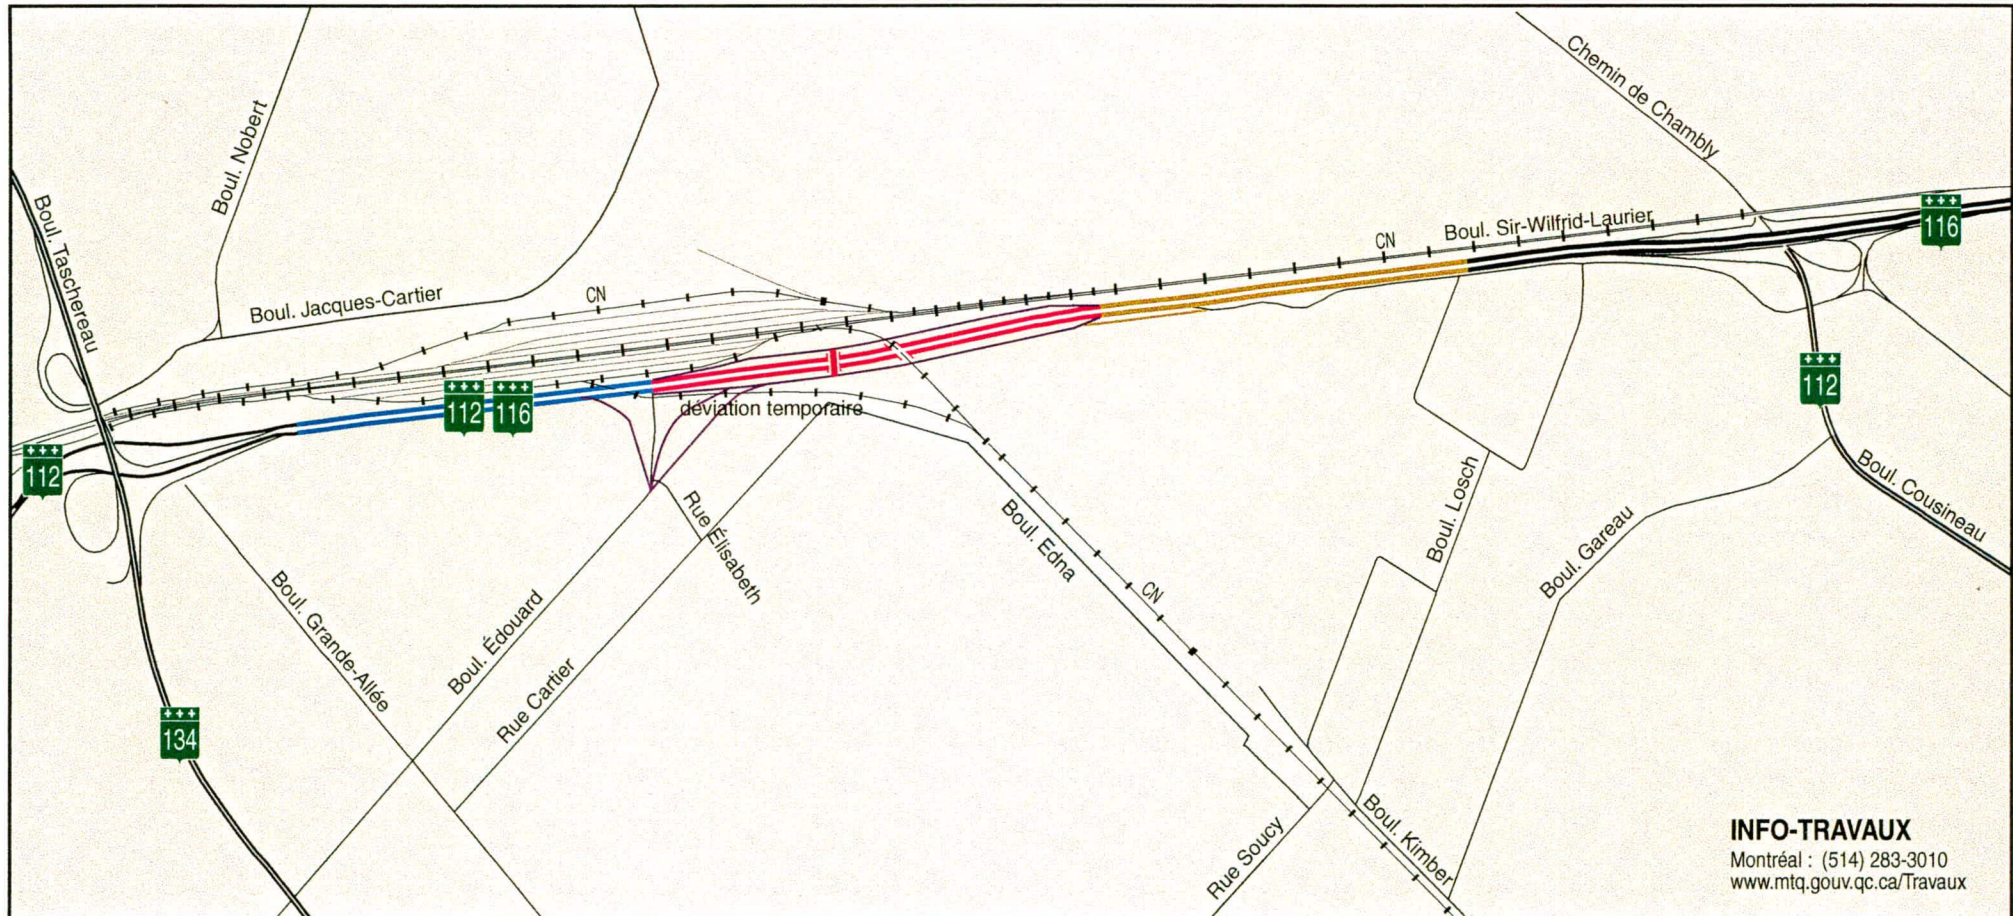 Chemin de Chambly
Boul. Nobert
Boul. Taschereau
116
Boul. Sir-Wilfrid-Laurier
CN
Boul. Jacques-Cartier
CN
112
116
déviation temporaire
112
112
Boul. Cousineau
Boul. Losch
Boul. Gareau
Rue Élisabeth
Boul. Edna
CN
Boul. Grande-Allée
Boul. Édouard
Rue Cartier
134
Boul. Kimber
Rue Soucy
INFO-TRAVAUX
Montréal : (514) 283-3010
www.mtq.gouv.qc.ca/Travaux